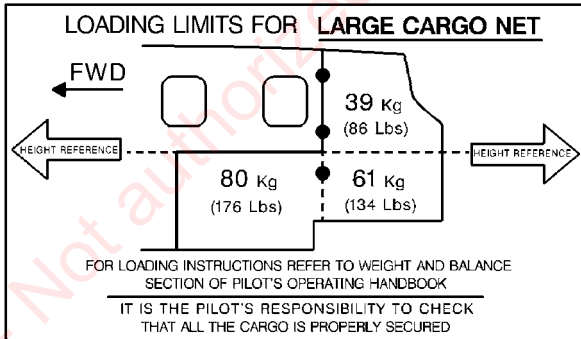 LOADING LIMITS FOR LARGE CARGO NET
FWD
39 Kg
(86 Lbs)
HEIGHT REFERENCE
HEIGHT REFERENCE
80 Kg
(176 Lbs)
61 Kg
(134 Lbs)
FOR LOADING INSTRUCTIONS REFER TO WEIGHT AND BALANCE
SECTION OF PILOT'S OPERATING HANDBOOK
IT IS THE PILOT'S RESPONSIBILITY TO CHECK
THAT ALL THE CARGO IS PROPERLY SECURED
Not authorized